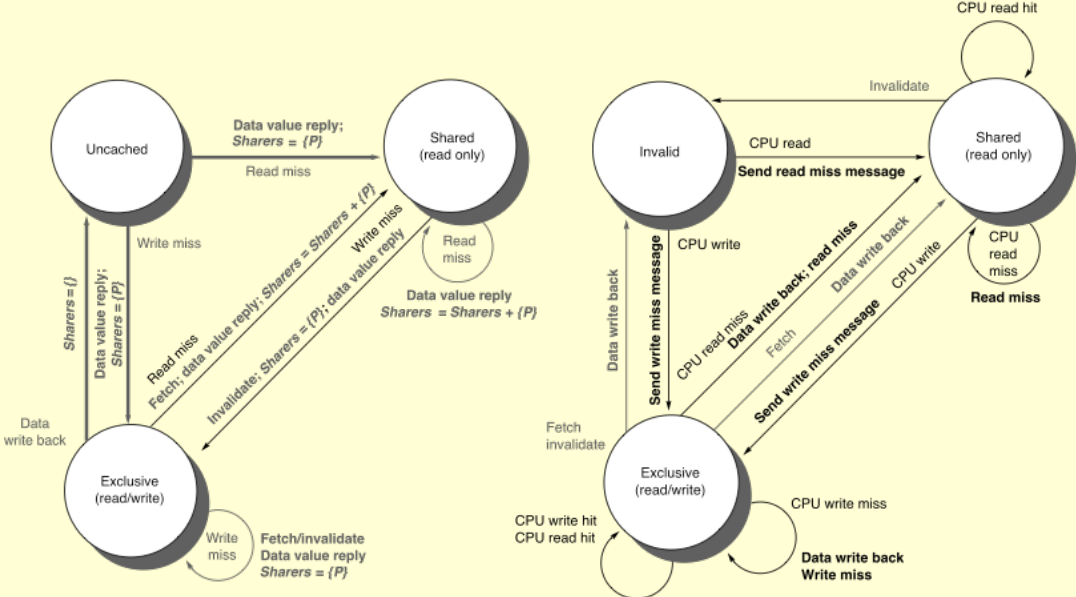 Uncached
Data value reply;
Sharers = {P}
Read miss
Shared
(read only)
Write miss
Sharers = {}
Data value reply;
Sharers = {P}
Read miss
Fetch; data value reply; Sharers = Sharers + {P}
Write miss
Invalidate; Sharers = {P}; data value reply
Read
miss
Data value reply
Sharers = Sharers + {P}
Data
write back
Exclusive
(read/write)
Write
miss
Fetch/invalidate
Data value reply
Sharers = {P}
CPU read hit
Invalidate
Invalid
CPU read
Send read miss message
Shared
(read only)
CPU write
Data write back
Send write miss message
CPU read miss
Data write back; read miss
Fetch
Data write back
CPU write
Send write miss message
CPU
read
miss
Read miss
Fetch
invalidate
Exclusive
(read/write)
CPU write hit
CPU read hit
CPU write miss
Data write back
Write miss